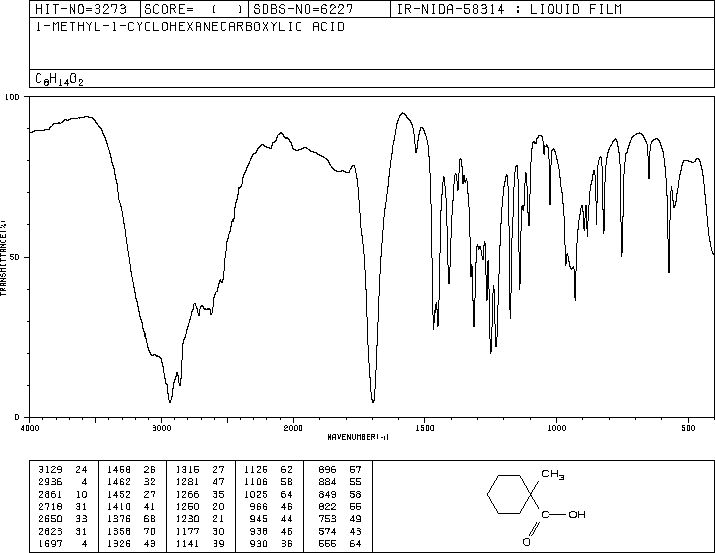 HIT-NO=3273 SCORE= ( ) SDBS-NO=6227 IR-NIDA-58314 : LIQUID FILM
1-METHYL-1-CYCLOHEXANECARBOXYLIC ACID
C8H14O2
100
50
0
TRANSMITTANCE(%)
4000 3000 2000 1500 1000 500
WAVENUMBER(-1)
3129 24 1468 26 1315 27 1125 62 896 57
2936 4 1462 32 1281 47 1106 58 884 55
2861 10 1452 27 1266 35 1025 64 849 58
2718 31 1410 41 1250 20 966 46 822 55
2650 33 1376 68 1230 21 945 44 753 49
2623 31 1358 70 1177 30 938 46 574 43
1697 4 1326 43 1141 39 930 36 555 64
CH3
C
OH
O